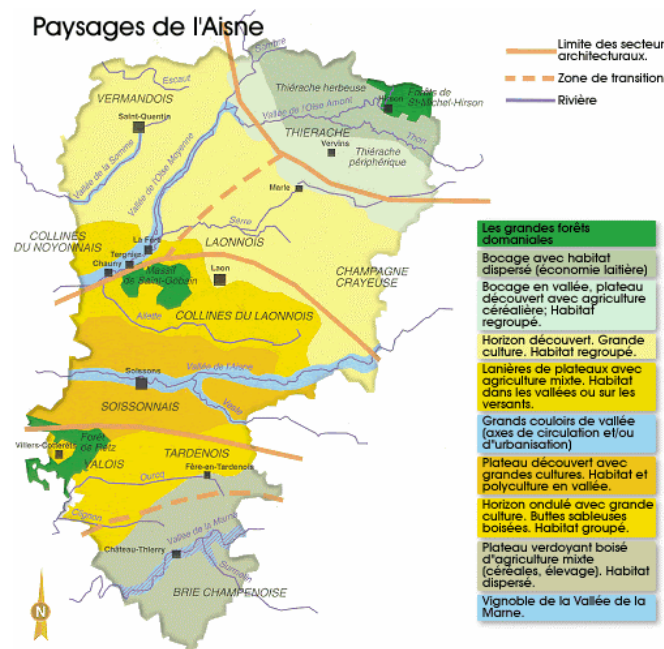 Paysages de l'Aisne
Limite des secteurs
architecturaux.
Zone de transition
Rivière
Sambre
Escaut
VERMANDOIS
Saint-Quentin
Thiérache herbeuse
Forêts de
St-Michel-Hirson
Hirson
Vallée de l'Oise Amont
THIERACHE
Thon
Vervins
Thiérache
périphérique
Vallée de la Somme
Vallée de l'Oise Moyenne
Marle
Serre
COLLINES
DU NOYONNAIS
La Fère
Tergnier
Chauny
LAONNOIS
Massif
de Saint-Gobain
Laon
CHAMPAGNE
CRAYEUSE
Ailette
COLLINES DU LAONNOIS
Soissons
Vallée de l'Aisne
Vesle
SOISSONNAIS
Forêt
de Retz
Villers-Cotterêts
VALOIS
TARDENOIS
Fère-en-Tardenois
Ourcq
Clignon
Vallée de la Marne
Château-Thierry
Surmelin
BRIE CHAMPENOISE
N
Les grandes forêts
domaniales
Bocage avec habitat
dispersé (économie laitière)
Bocage en vallée, plateau
découvert avec agriculture
céréalière; Habitat
regroupé.
Horizon découvert. Grande
culture. Habitat regroupé.
Lanières de plateaux avec
agriculture mixte. Habitat
dans les vallées ou sur les
versants.
Grands couloirs de vallée
(axes de circulation et/ou
d"urbanisation)
Plateau découvert avec
grandes cultures. Habitat et
polyculture en vallée.
Horizon ondulé avec grande
culture. Buttes sableuses
boisées. Habitat groupé.
Plateau verdoyant boisé
d"agriculture mixte
(céréales, élevage). Habitat
dispersé.
Vignoble de la Vallée de la
Marne.